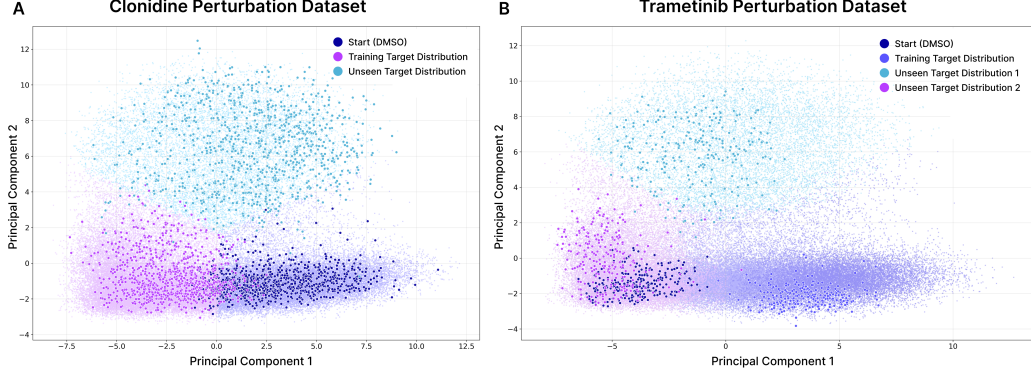 A
Clonidine Perturbation Dataset
Start (DMSO)
Training Target Distribution
Unseen Target Distribution
Principal Component 2
12
10
8
6
4
2
0
−2
−4
−7.5
−5.0
−2.5
0.0
2.5
5.0
7.5
10.0
12.5
Principal Component 1
B
Trametinib Perturbation Dataset
Start (DMSO)
Training Target Distribution
Unseen Target Distribution 1
Unseen Target Distribution 2
Principal Component 2
12
10
8
6
4
2
0
−2
−4
−5
0
5
10
Principal Component 1